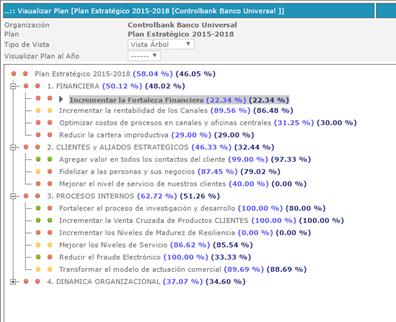 ..:: Visualizar Plan [Plan Estratégico 2015-2018 [Controlbank Banco Universal ]]
Organización Controlbank Banco Universal
Plan Plan Estratégico 2015-2018
Tipo de Vista Vista Árbol
Visualizar Plan al Año ------
Plan Estratégico 2015-2018 (58.04 %) (46.05 %)
1. FINANCIERA (50.12 %) (48.02 %)
Incrementar la Fortaleza Financiera (22.34 %) (22.34 %)
Incrementar la rentabilidad de los Canales (89.56 %) (86.48 %)
Optimizar costos de procesos en canales y oficinas centrales (31.25 %) (30.00 %)
Reducir la cartera improductiva (29.00 %) (29.00 %)
2. CLIENTES y ALIADOS ESTRATEGICOS (46.33 %) (32.44 %)
Agregar valor en todos los contactos del cliente (99.00 %) (97.33 %)
Fidelizar a las personas y sus negocios (87.45 %) (79.02 %)
Mejorar el nivel de servicio de nuestros clientes (40.00 %) (0.00 %)
3. PROCESOS INTERNOS (62.72 %) (51.26 %)
Fortalecer el proceso de investigación y desarrollo (100.00 %) (80.00 %)
Incrementar la Venta Cruzada de Productos CLIENTES (100.00 %) (100.00 %)
Incrementar los Niveles de Madurez de Resiliencia (0.00 %) (0.00 %)
Mejorar los Niveles de Servicio (86.62 %) (85.54 %)
Reducir el Fraude Electrónico (100.00 %) (33.33 %)
Transformar el modelo de actuación comercial (89.69 %) (88.69 %)
4. DINAMICA ORGANIZACIONAL (37.07 %) (34.60 %)